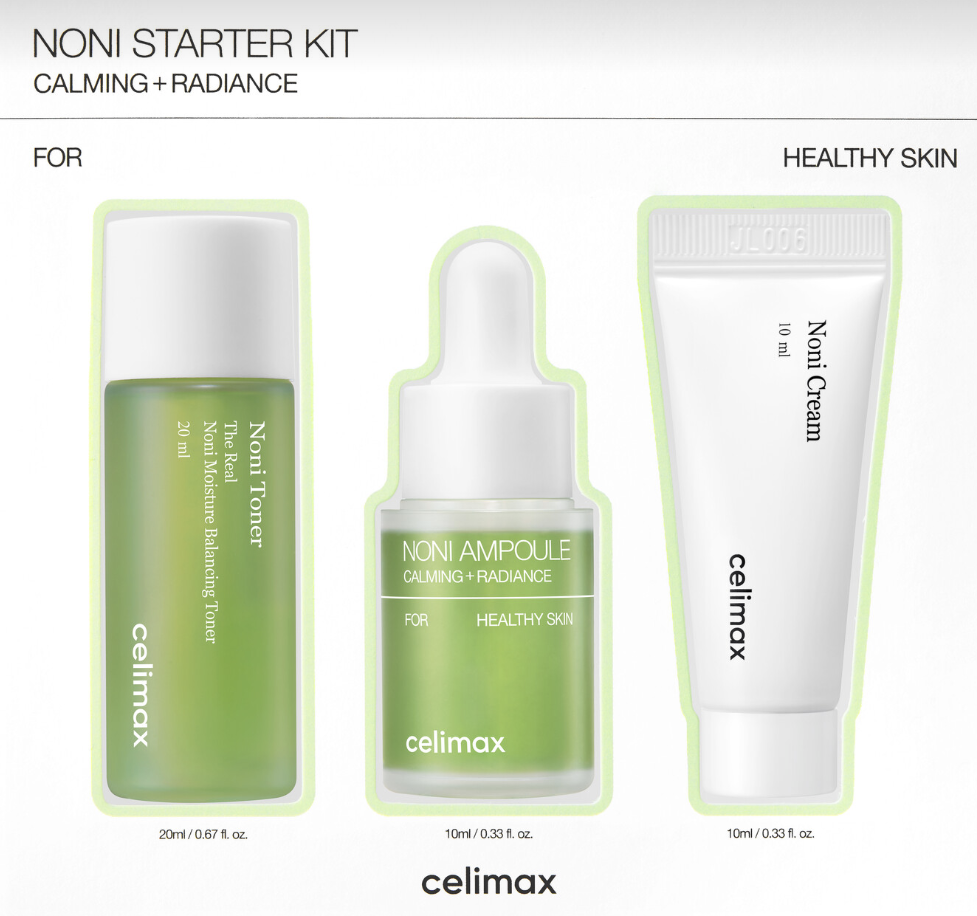 NONI STARTER KIT
CALMING + RADIANCE
FOR
HEALTHY SKIN
Noni Toner
The Real
Noni Moisture Balancing Toner
20 ml
celimax
NONI AMPOULE
CALMING + RADIANCE
FOR HEALTHY SKIN
celimax
JL006
Noni Cream
10 ml
celimax
20ml / 0.67 fl. oz.
10ml / 0.33 fl. oz.
10ml / 0.33 fl. oz.
celimax